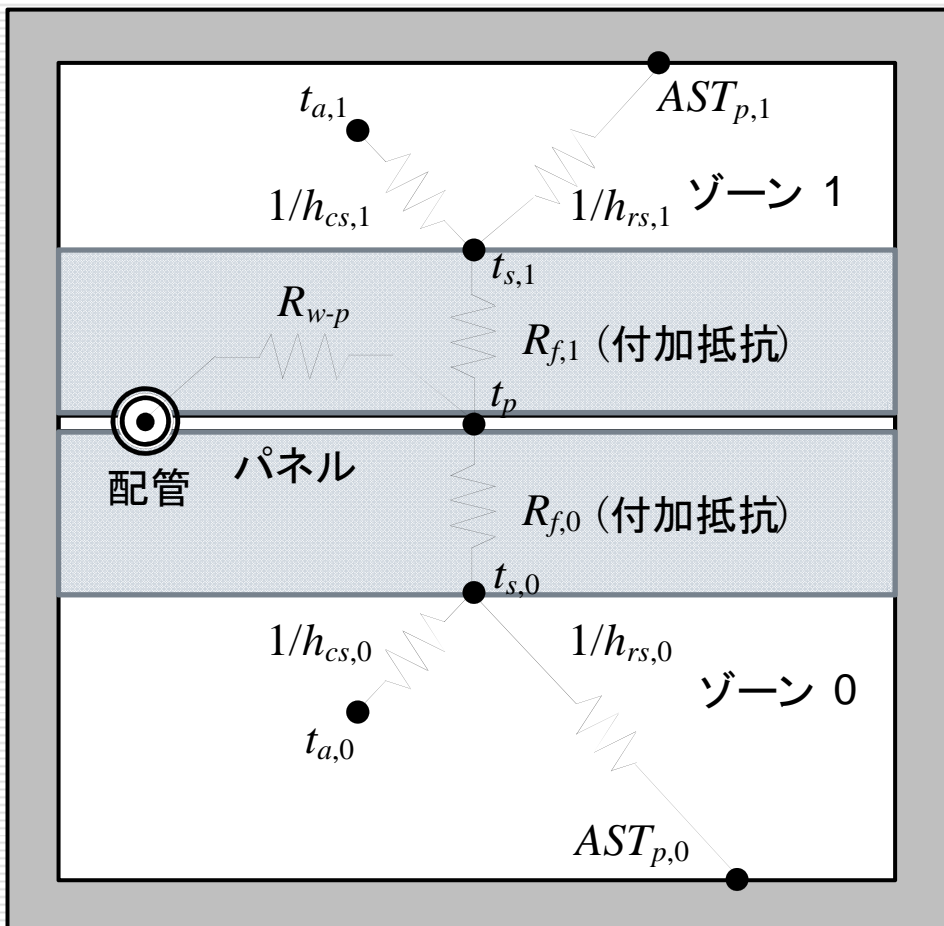 t_{a,1}
AST_{p,1}
1/h_{cs,1}
1/h_{rs,1}
ゾーン 1
t_{s,1}
R_{w-p}
R_{f,1} (付加抵抗)
t_p
配管
パネル
R_{f,0} (付加抵抗)
t_{s,0}
1/h_{cs,0}
1/h_{rs,0}
ゾーン 0
t_{a,0}
AST_{p,0}